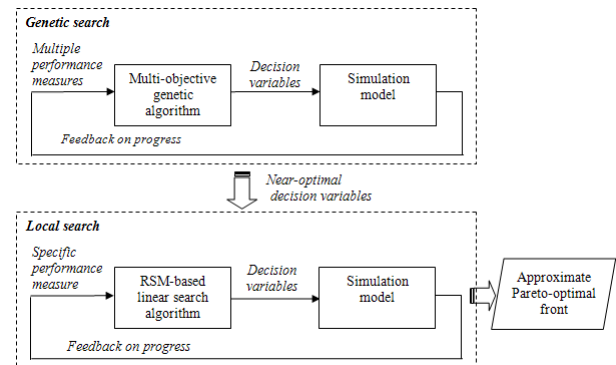 Genetic search
Multiple
performance
measures
Multi-objective
genetic
algorithm
Decision
variables
Simulation
model
Feedback on progress
Near-optimal
decision variables
Local search
Specific
performance
measure
RSM-based
linear search
algorithm
Decision
variables
Simulation
model
Feedback on progress
Approximate
Pareto-optimal
front